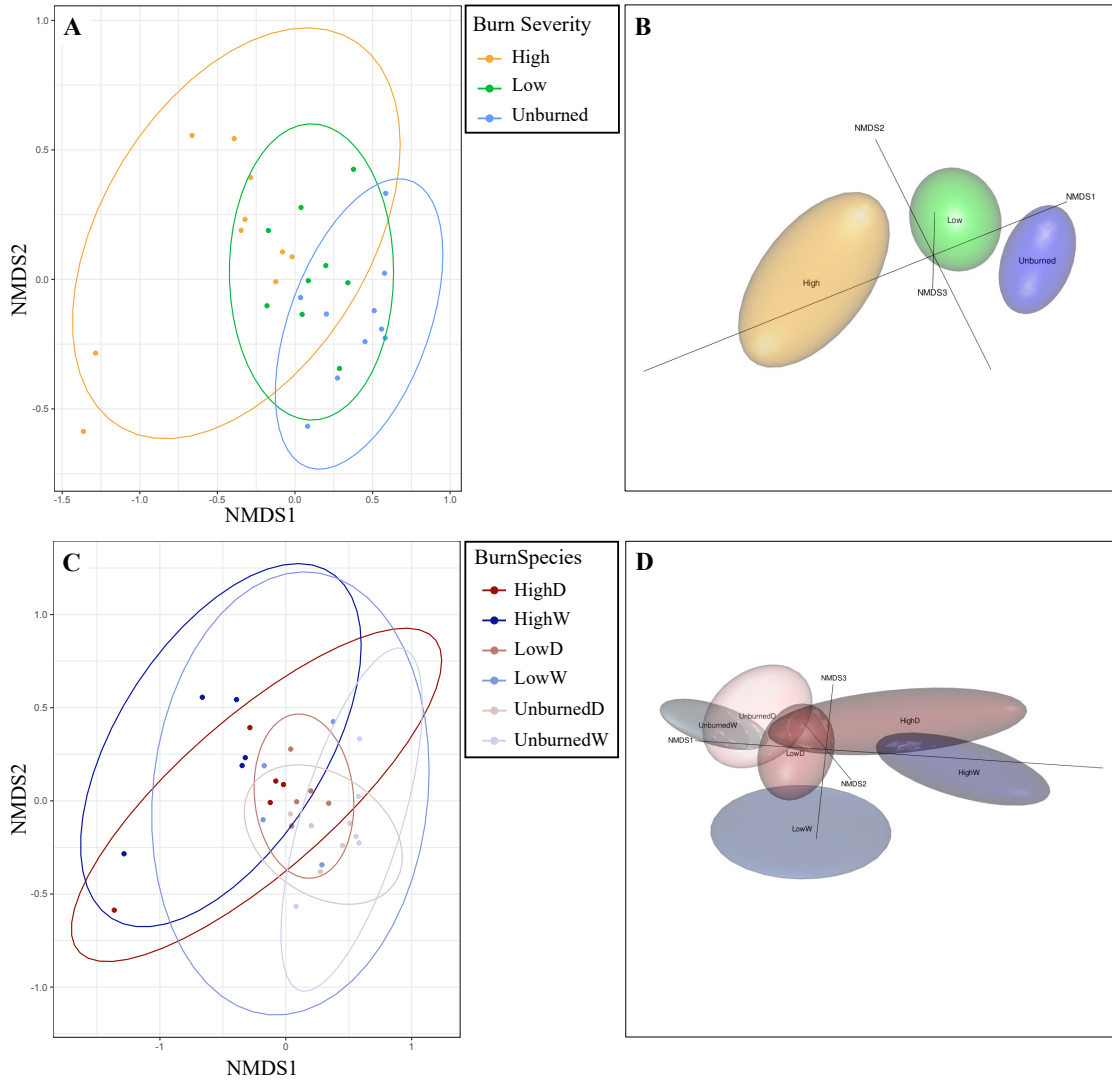 A
Burn Severity
High
Low
Unburned
1.0
0.5
0.0
-0.5
NMDS2
-1.5
-1.0
-0.5
0.0
0.5
1.0
NMDS1
B
NMDS2
NMDS1
Low
Unburned
High
NMDS3
C
BurnSpecies
HighD
HighW
LowD
LowW
UnburnedD
UnburnedW
1.0
0.5
0.0
-0.5
-1.0
NMDS2
-1
0
1
NMDS1
D
NMDS3
UnburnedD
UnburnedW
HighD
NMDS1
LowD
HighW
NMDS2
LowW